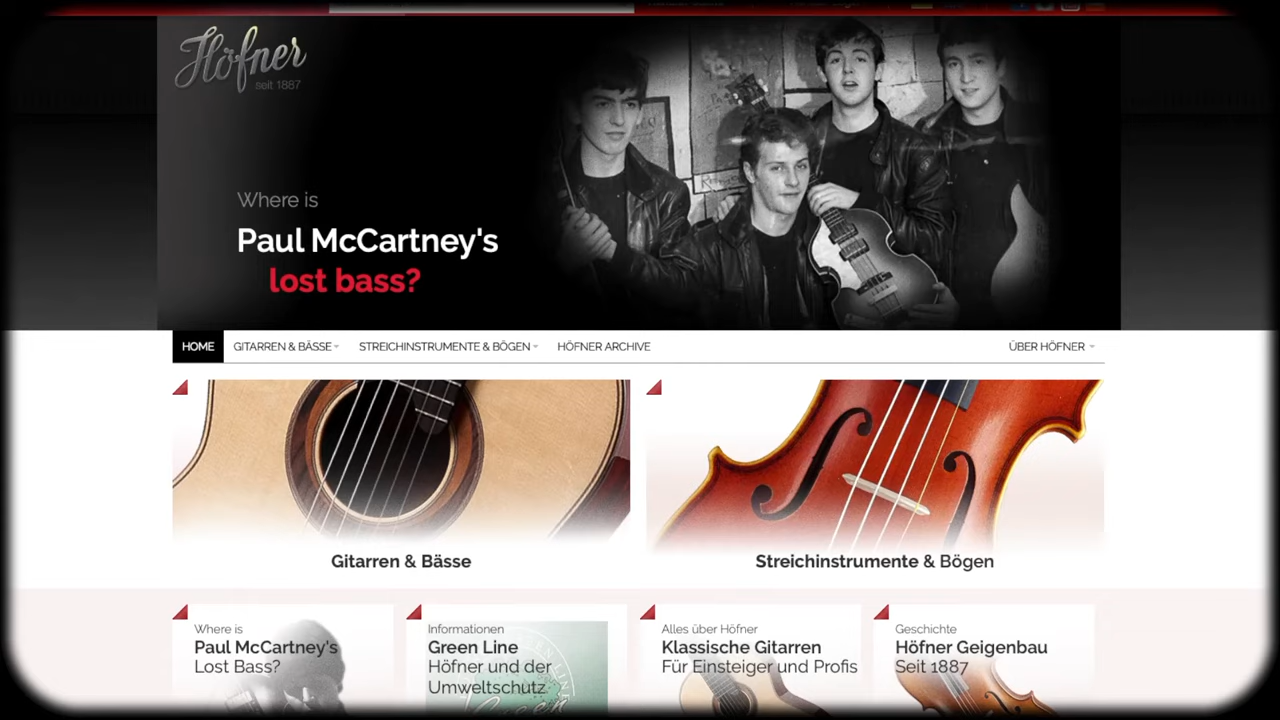 Höfner
seit 1887
Where is
Paul McCartney's
lost bass?
HOME
GITARREN & BÄSSE
STREICHINSTRUMENTE & BÖGEN
HÖFNER ARCHIVE
ÜBER HÖFNER
Gitarren & Bässe
Streichinstrumente & Bögen
Where is
Paul McCartney's
Lost Bass?
Informationen
Green Line
Höfner und der
Umweltschutz
Alles über Höfner
Klassische Gitarren
Für Einsteiger und Profis
Geschichte
Höfner Geigenbau
Seit 1887